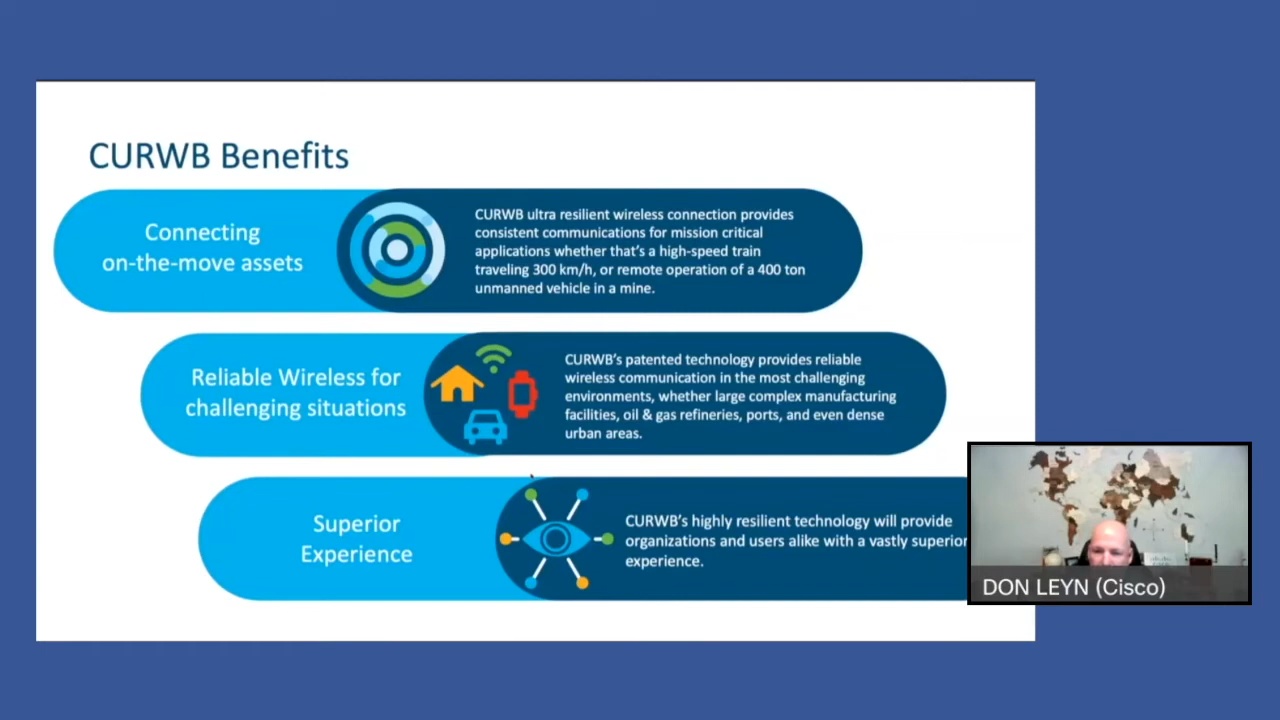 CURWB Benefits
Connecting
on-the-move assets
CURWB ultra resilient wireless connection provides
consistent communications for mission critical
applications whether that's a high-speed train
traveling 300 km/h, or remote operation of a 400 ton
unmanned vehicle in a mine.
Reliable Wireless for
challenging situations
CURWB's patented technology provides reliable
wireless communication in the most challenging
environments, whether large complex manufacturing
facilities, oil & gas refineries, ports, and even dense
urban areas.
Superior
Experience
CURWB's highly resilient technology will provide
organizations and users alike with a vastly superior
experience.
DON LEYN (Cisco)